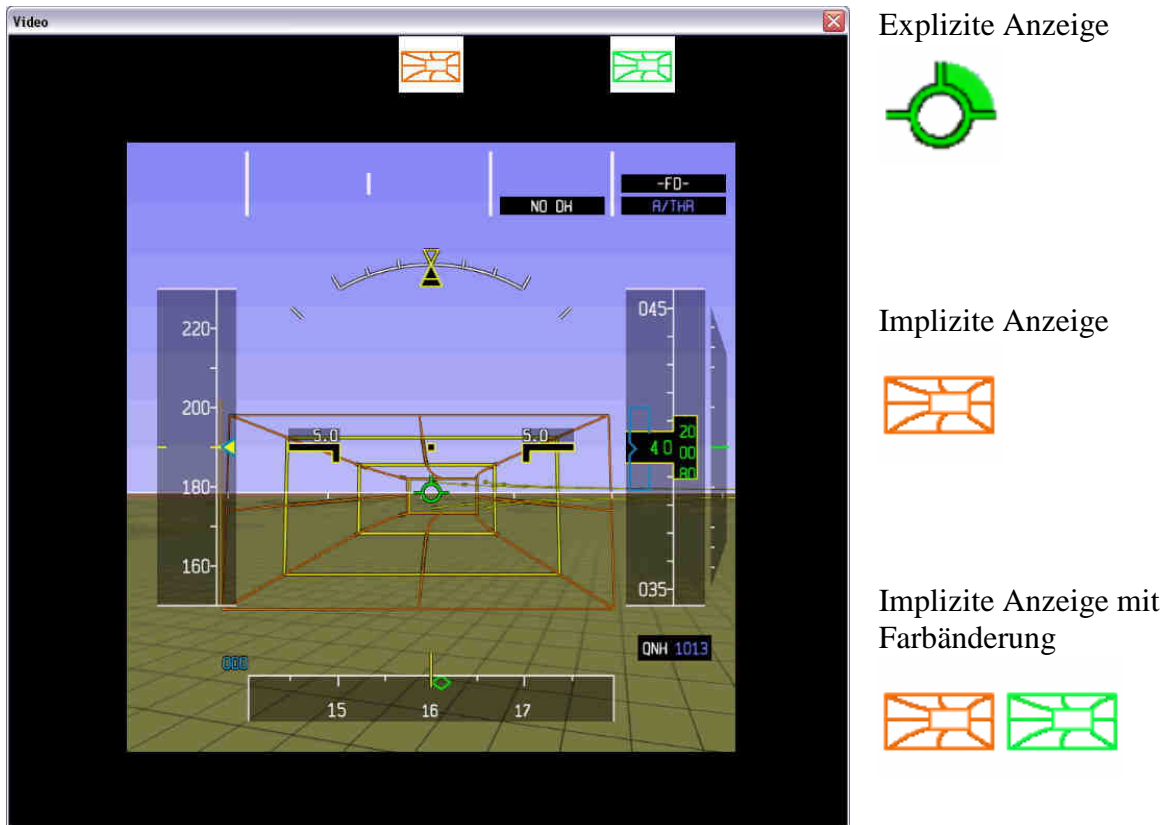 Video
Explizite Anzeige
-FD-
NO DH
A/THR
045
220
Implizite Anzeige
200
5.0
5.0
20
40
00
80
180
160
035
Implizite Anzeige mit
Farbänderung
QNH 1013
000
15
16
17